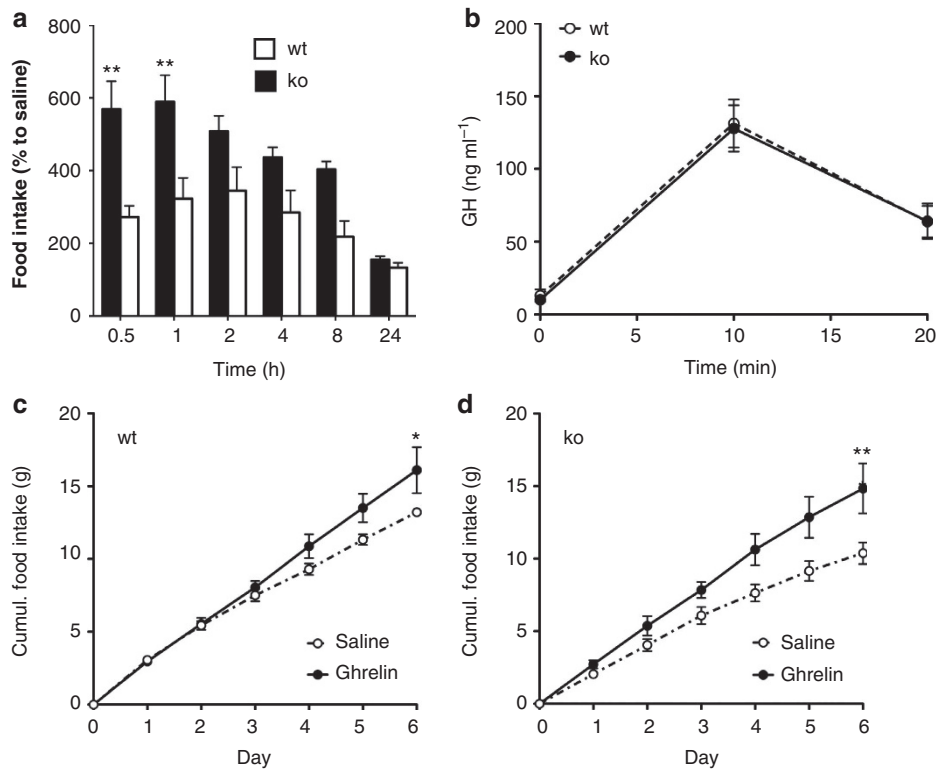 a
800
600
400
200
0
Food intake (% to saline)
** **
wt
ko
0.5 1 2 4 8 24
Time (h)
b
200
150
100
50
0
GH (ng ml⁻¹)
wt
ko
0 5 10 15 20
Time (min)
c
20
15
10
5
0
Cumul. food intake (g)
wt
*
Saline
Ghrelin
0 1 2 3 4 5 6
Day
d
20
15
10
5
0
Cumul. food intake (g)
ko
**
Saline
Ghrelin
0 1 2 3 4 5 6
Day